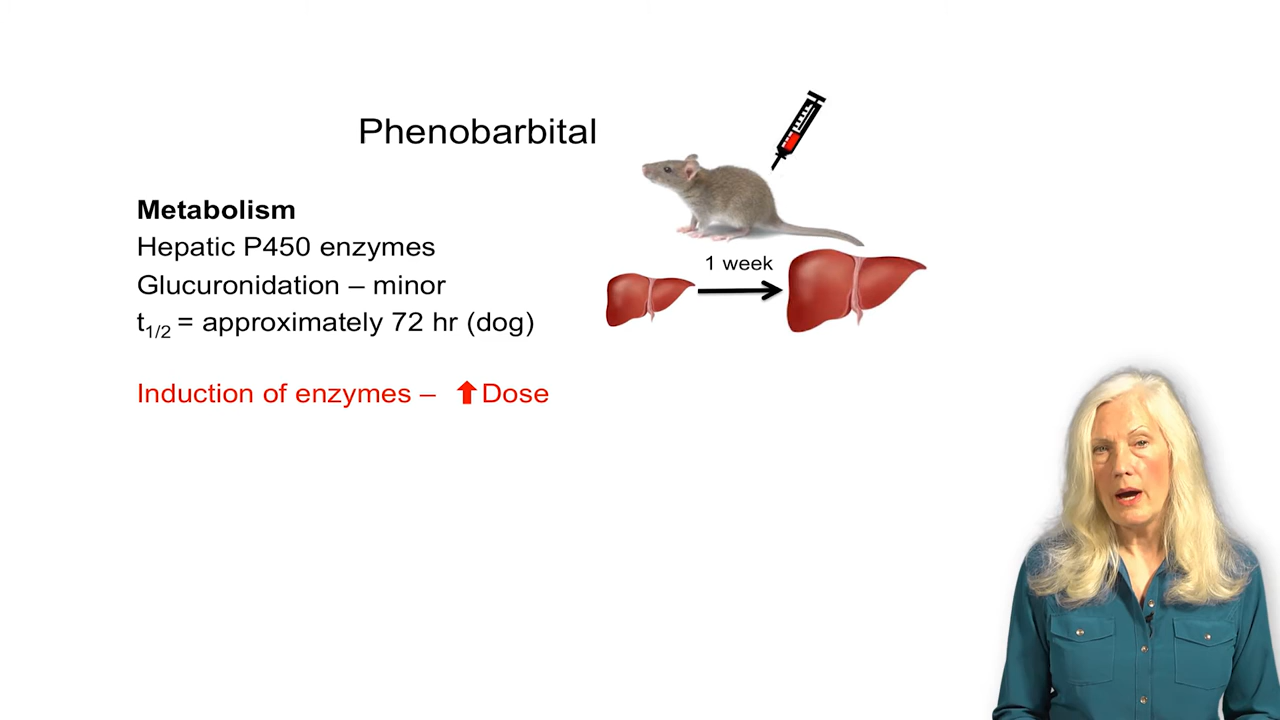 Phenobarbital
Metabolism
Hepatic P450 enzymes
Glucuronidation – minor
t1/2 = approximately 72 hr (dog)
Induction of enzymes – ⬆Dose
1 week